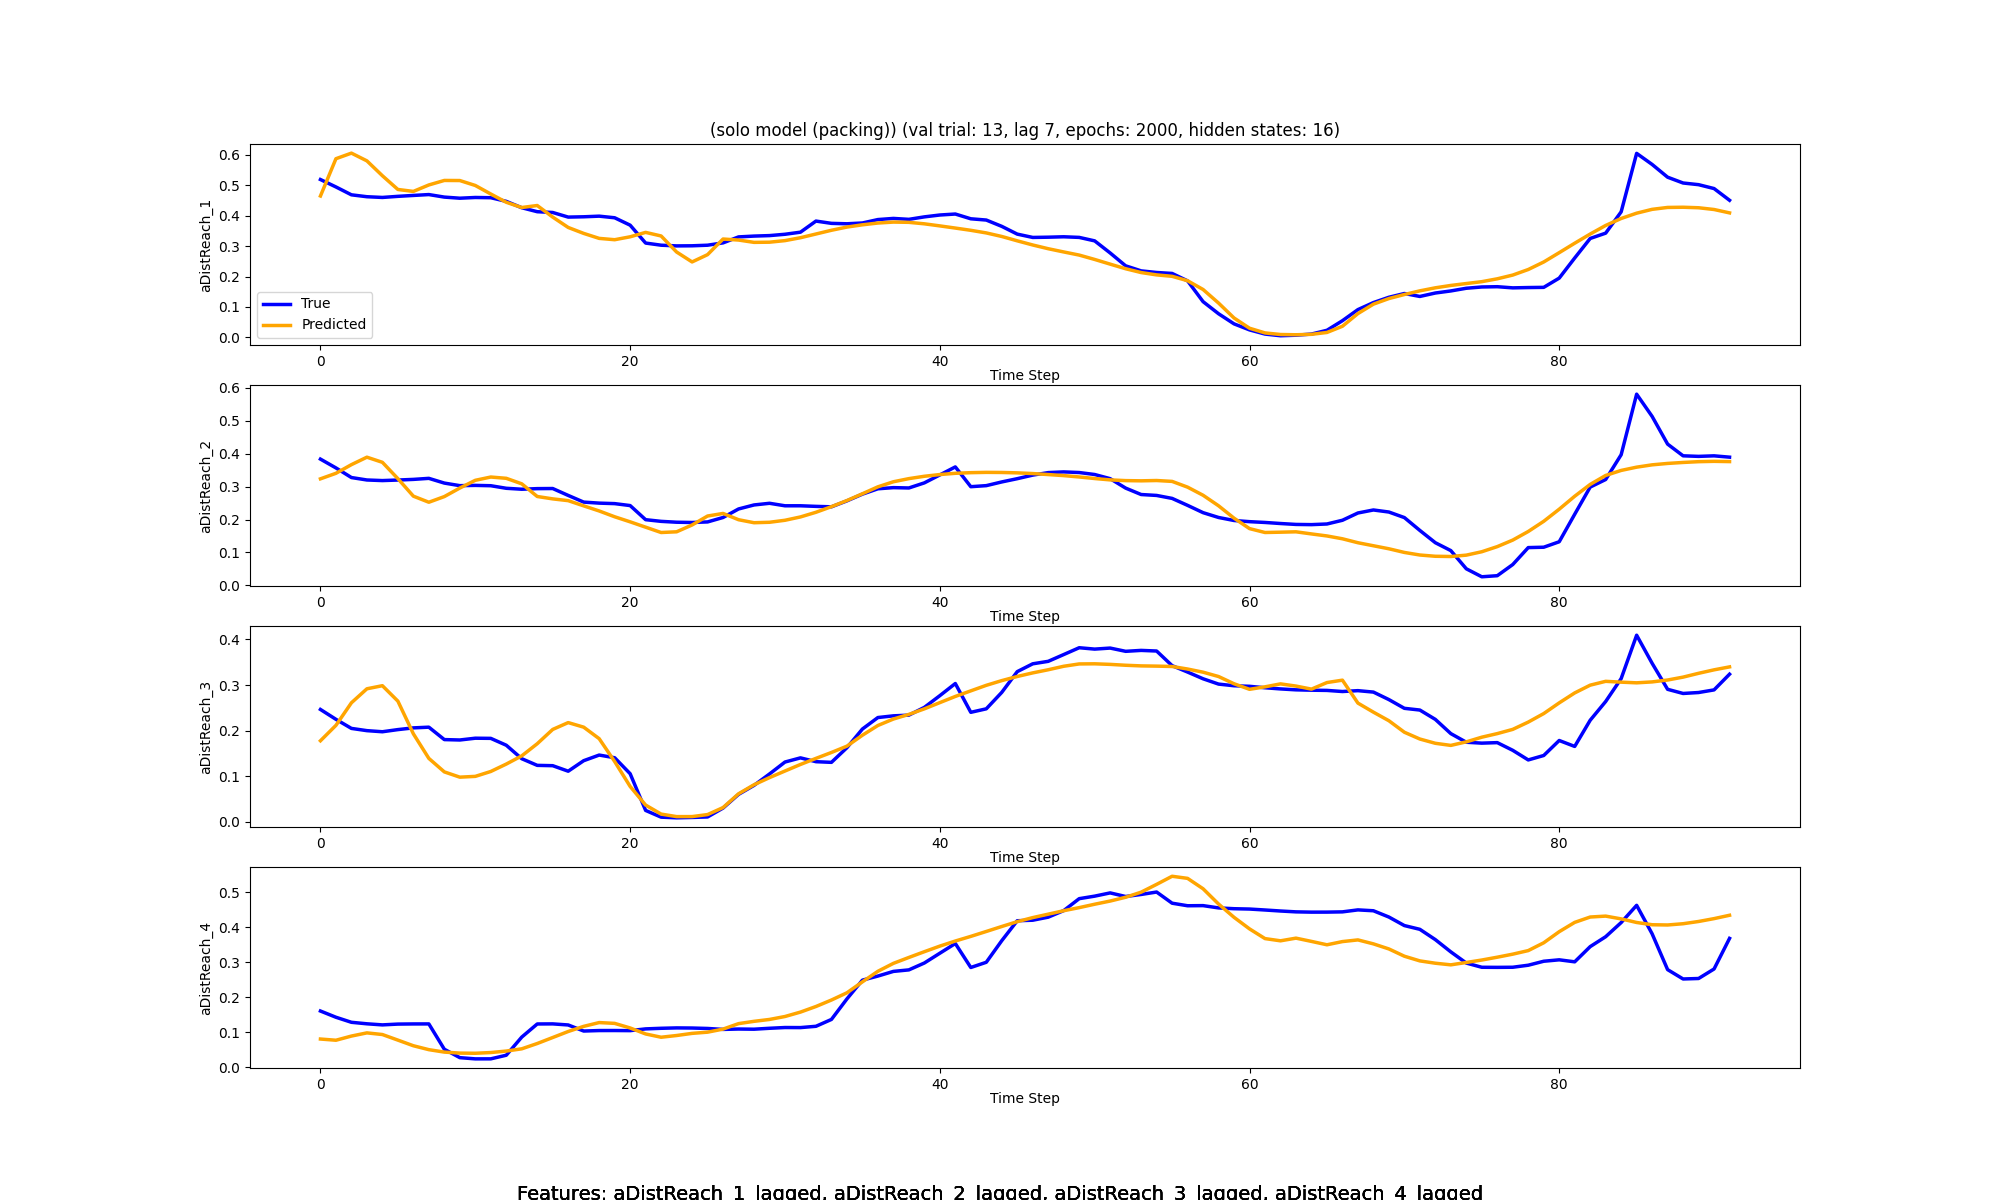 (solo model (packing)) (val trial: 13, lag 7, epochs: 2000, hidden states: 16)
0.6
0.5
0.4
0.3
0.2
0.1
0.0
aDistReach_1
True
Predicted
0 20 40 60 80
Time Step
0.6
0.5
0.4
0.3
0.2
0.1
0.0
aDistReach_2
0 20 40 60 80
Time Step
0.4
0.3
0.2
0.1
0.0
aDistReach_3
0 20 40 60 80
Time Step
0.5
0.4
0.3
0.2
0.1
0.0
aDistReach_4
0 20 40 60 80
Time Step
Features: aDistReach_1_lagged, aDistReach_2_lagged, aDistReach_3_lagged, aDistReach_4_lagged